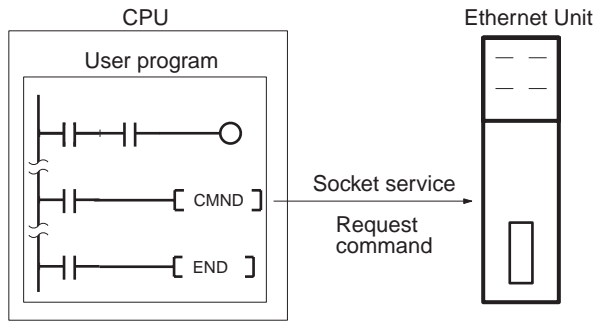 CPU
Ethernet Unit
User program
CMND
Socket service
Request
command
END